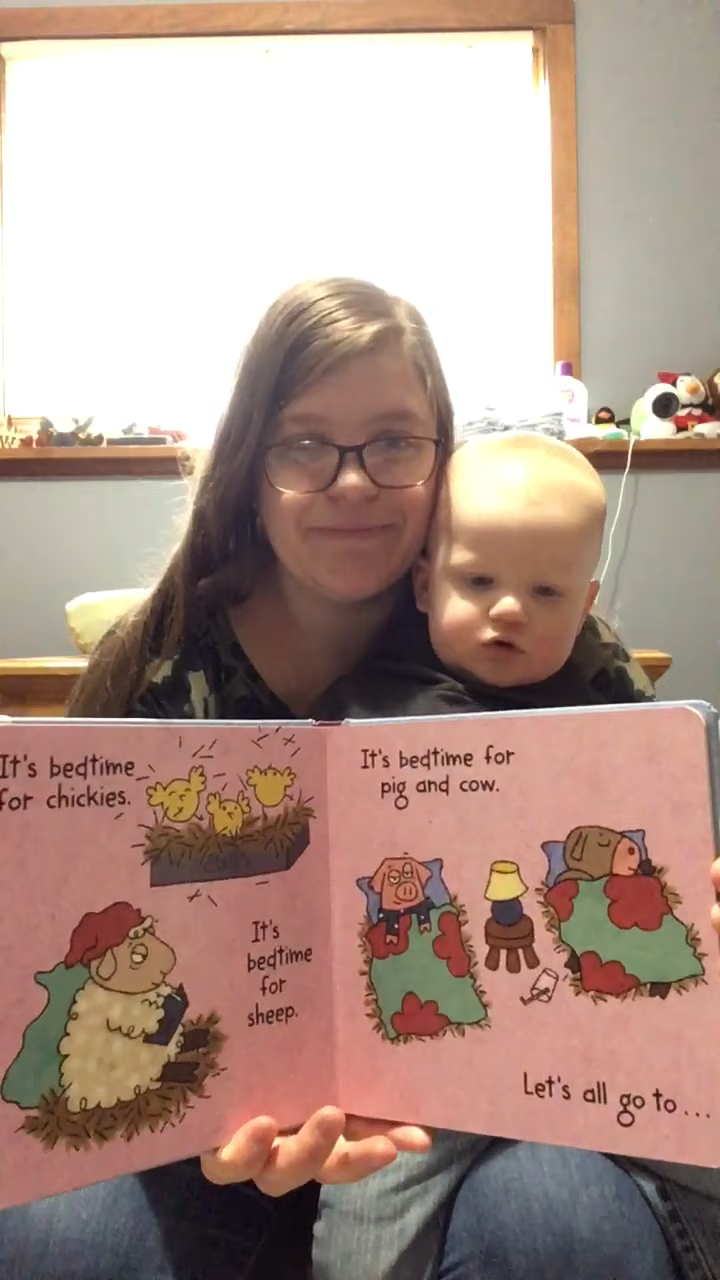 It's bedtime
for chickies.
It's
bedtime
for
sheep.
It's bedtime for
pig and cow.
Let's all go to...